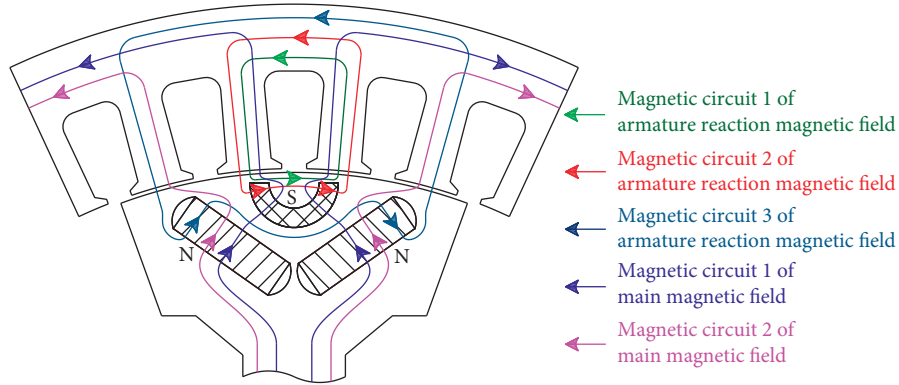 S
N
N
Magnetic circuit 1 of
armature reaction magnetic field
Magnetic circuit 2 of
armature reaction magnetic field
Magnetic circuit 3 of
armature reaction magnetic field
Magnetic circuit 1 of
main magnetic field
Magnetic circuit 2 of
main magnetic field